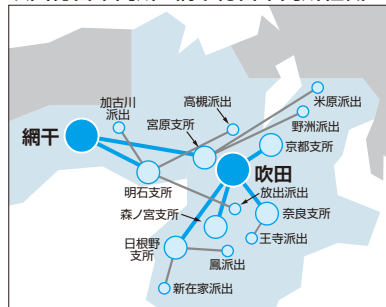 加古川
派出
高槻派出
米原派出
宮原支所
野洲派出
網干
京都支所
吹田
明石支所
放出派出
森ノ宮支所
奈良支所
日根野
支所
王寺派出
鳳派出
新在家派出